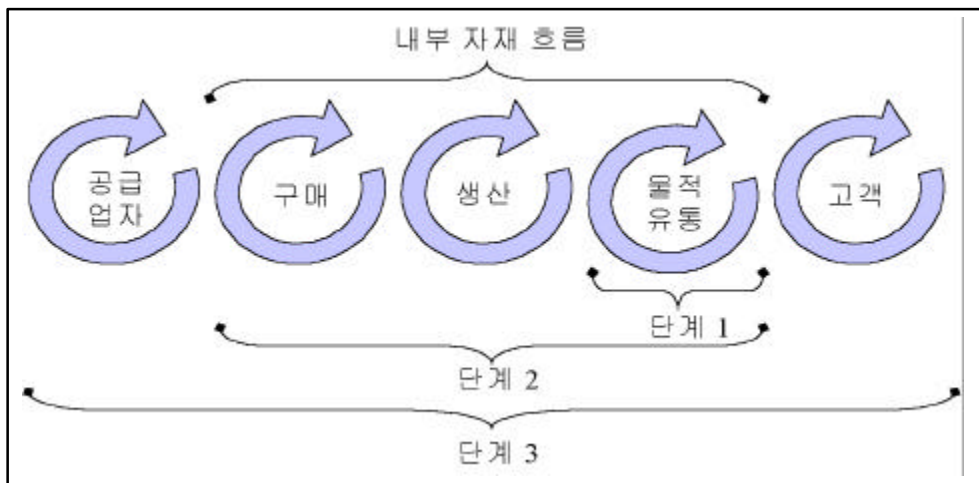 내부 자재 흐름
공급
업자
구매
생산
물적
유통
고객
단계 1
단계 2
단계 3